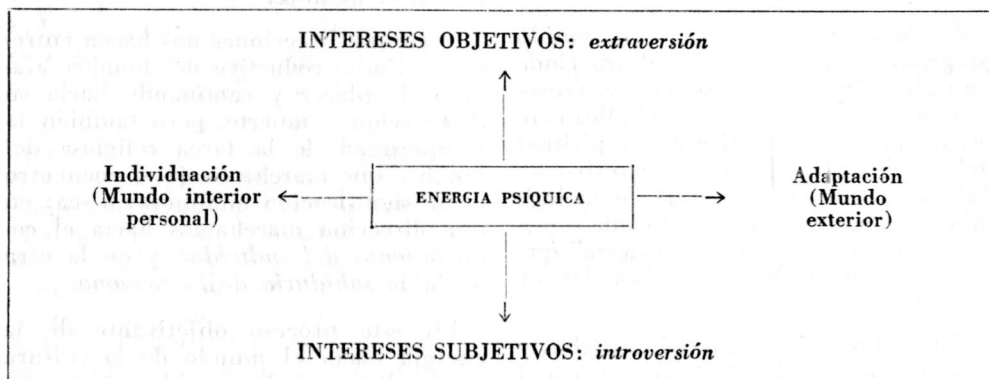 INTERESES OBJETIVOS: extraversión
Individuación
(Mundo interior
personal)
ENERGIA PSIQUICA
Adaptación
(Mundo
exterior)
INTERESES SUBJETIVOS: introversión